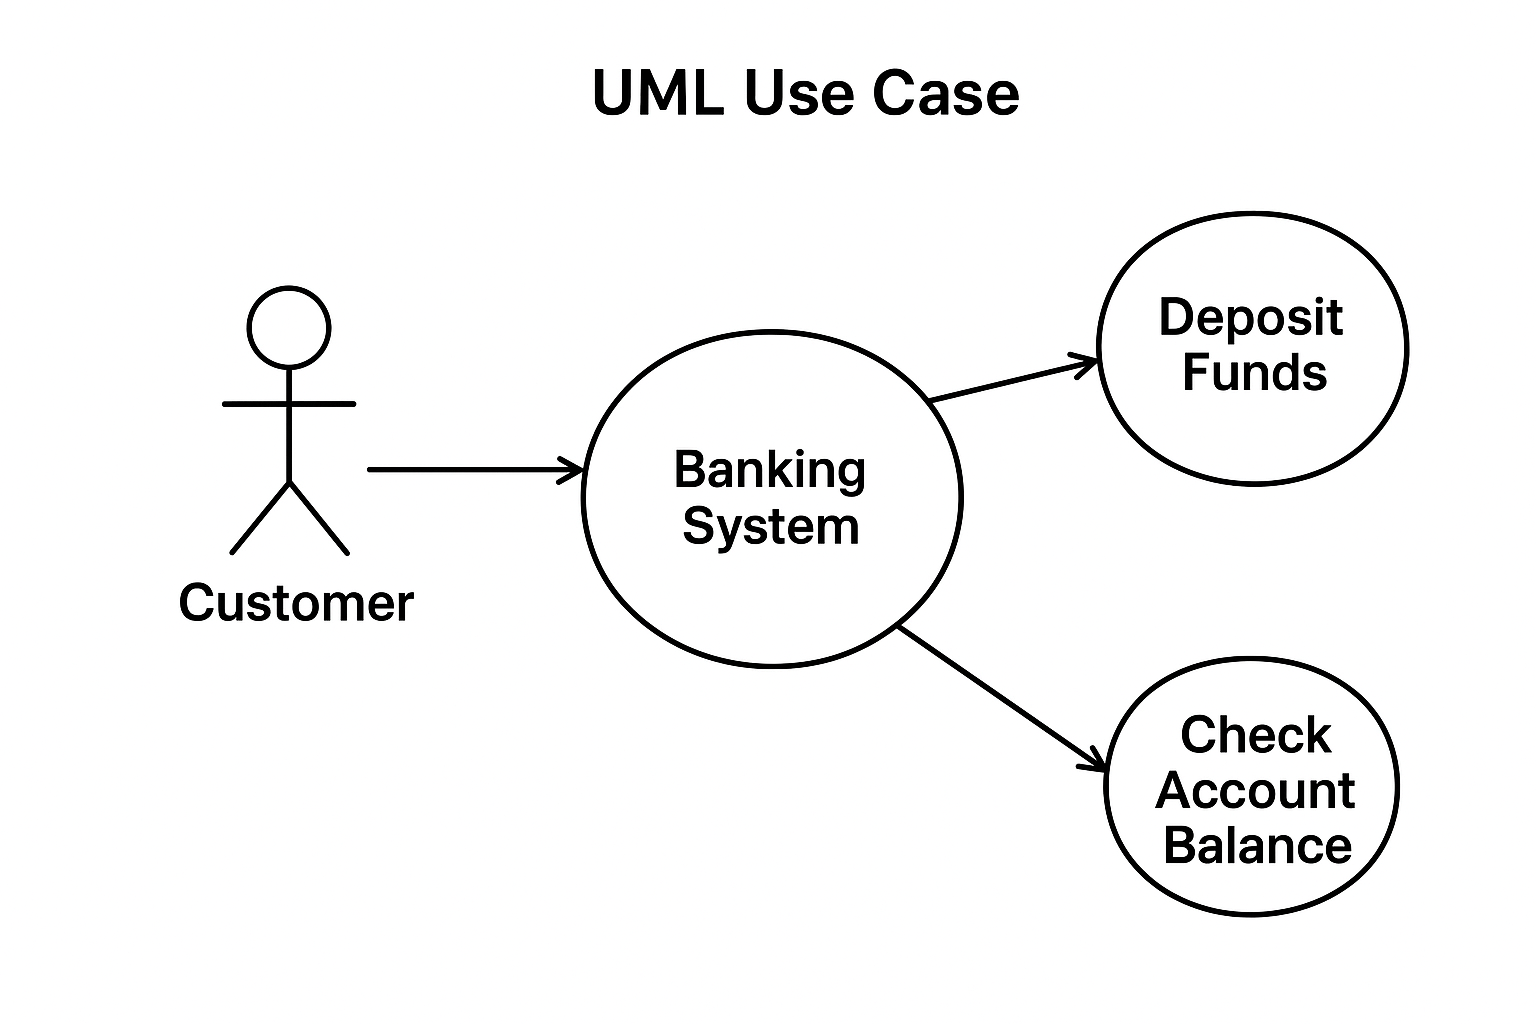 UML Use Case
Customer
Banking
System
Deposit
Funds
Check
Account
Balance